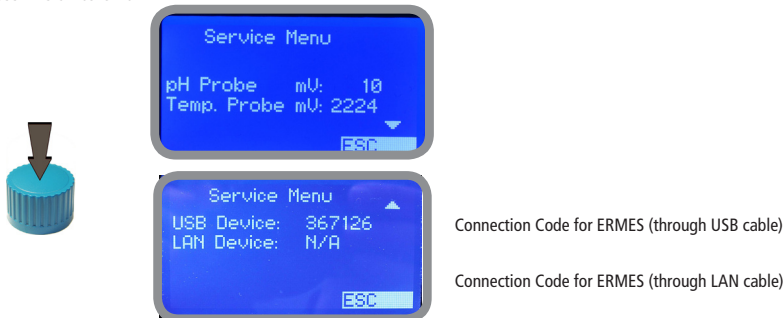 Service Menu
pH Probe mV: 10
Temp. Probe mV: 2224
ESC
Service Menu
USB Device: 367126
LAN Device: N/A
ESC
Connection Code for ERMES (through USB cable)
Connection Code for ERMES (through LAN cable)